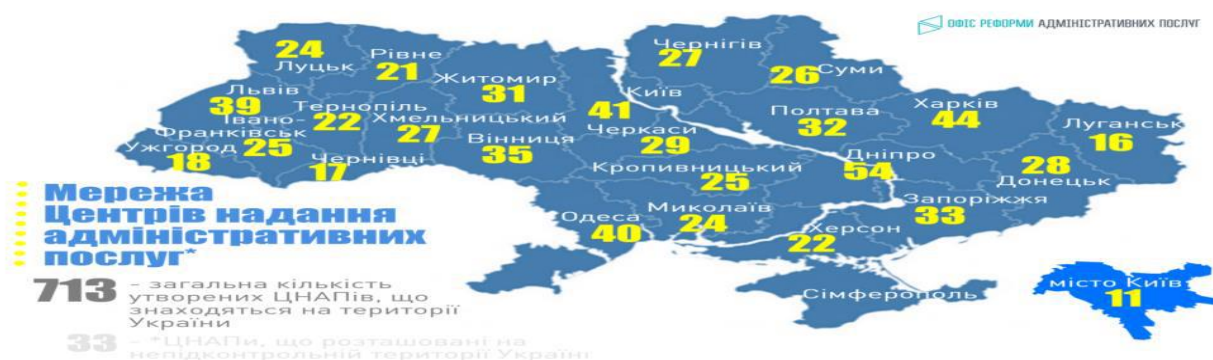 ОФІС РЕФОРМИ АДМІНІСТРАТИВНИХ ПОСЛУГ
24
Луцьк
Рівне
21
Житомир
31
Чернігів
27
26
Суми
Київ
41
Львів
39
Тернопіль
22
Хмельницький
27
Вінниця
35
Черкаси
29
Полтава
32
Харків
44
Луганськ
16
Івано-
Франківськ
25
Ужгород
18
Чернівці
17
Кропивницький
25
Дніпро
54
28
Донецьк
Запоріжжя
33
Одеса
40
Миколаїв
24
Херсон
22
Сімферополь
місто Київ
11
Мережа
Центрів надання
адміністративних
послуг*
713 - загальна кількість
утворених ЦНАПів, що
знаходяться на території
України
33 - *ЦНАПи, що розташовані на
непідконтрольній території Україні